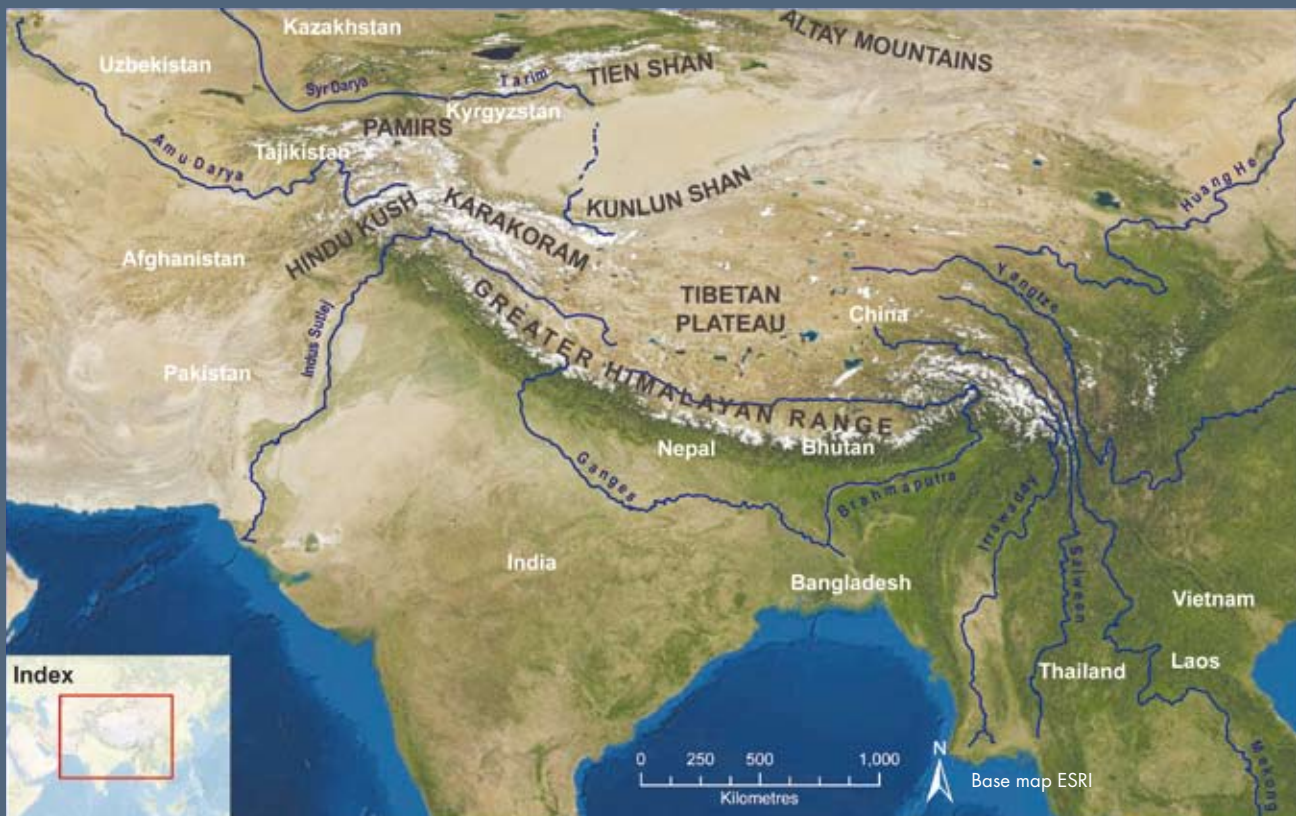 Kazakhstan
ALTAY MOUNTAINS
Uzbekistan
TIEN SHAN
Tarim
Syr Darya
Kyrgyzstan
PAMIRS
Amu Darya
Tajikistan
Huang He
KUNLUN SHAN
KARAKORAM
HINDU KUSH
Afghanistan
Yangtze
TIBETAN
PLATEAU
China
GREATER HIMALAYAN RANGE
Indus Sutlej
Pakistan
Nepal
Bhutan
Ganges
Brahmaputra
Irrawaday
Salween
India
Bangladesh
Vietnam
Laos
Thailand
Mekong
Index
0 250 500 1,000
Kilometres
N
Base map ESRI